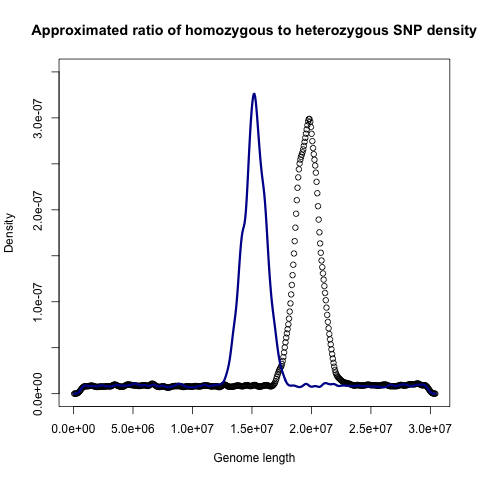 Approximated ratio of homozygous to heterozygous SNP density
Density
3.0e-07
2.0e-07
1.0e-07
0.0e+00
0.0e+00 5.0e+06 1.0e+07 1.5e+07 2.0e+07 2.5e+07 3.0e+07
Genome length